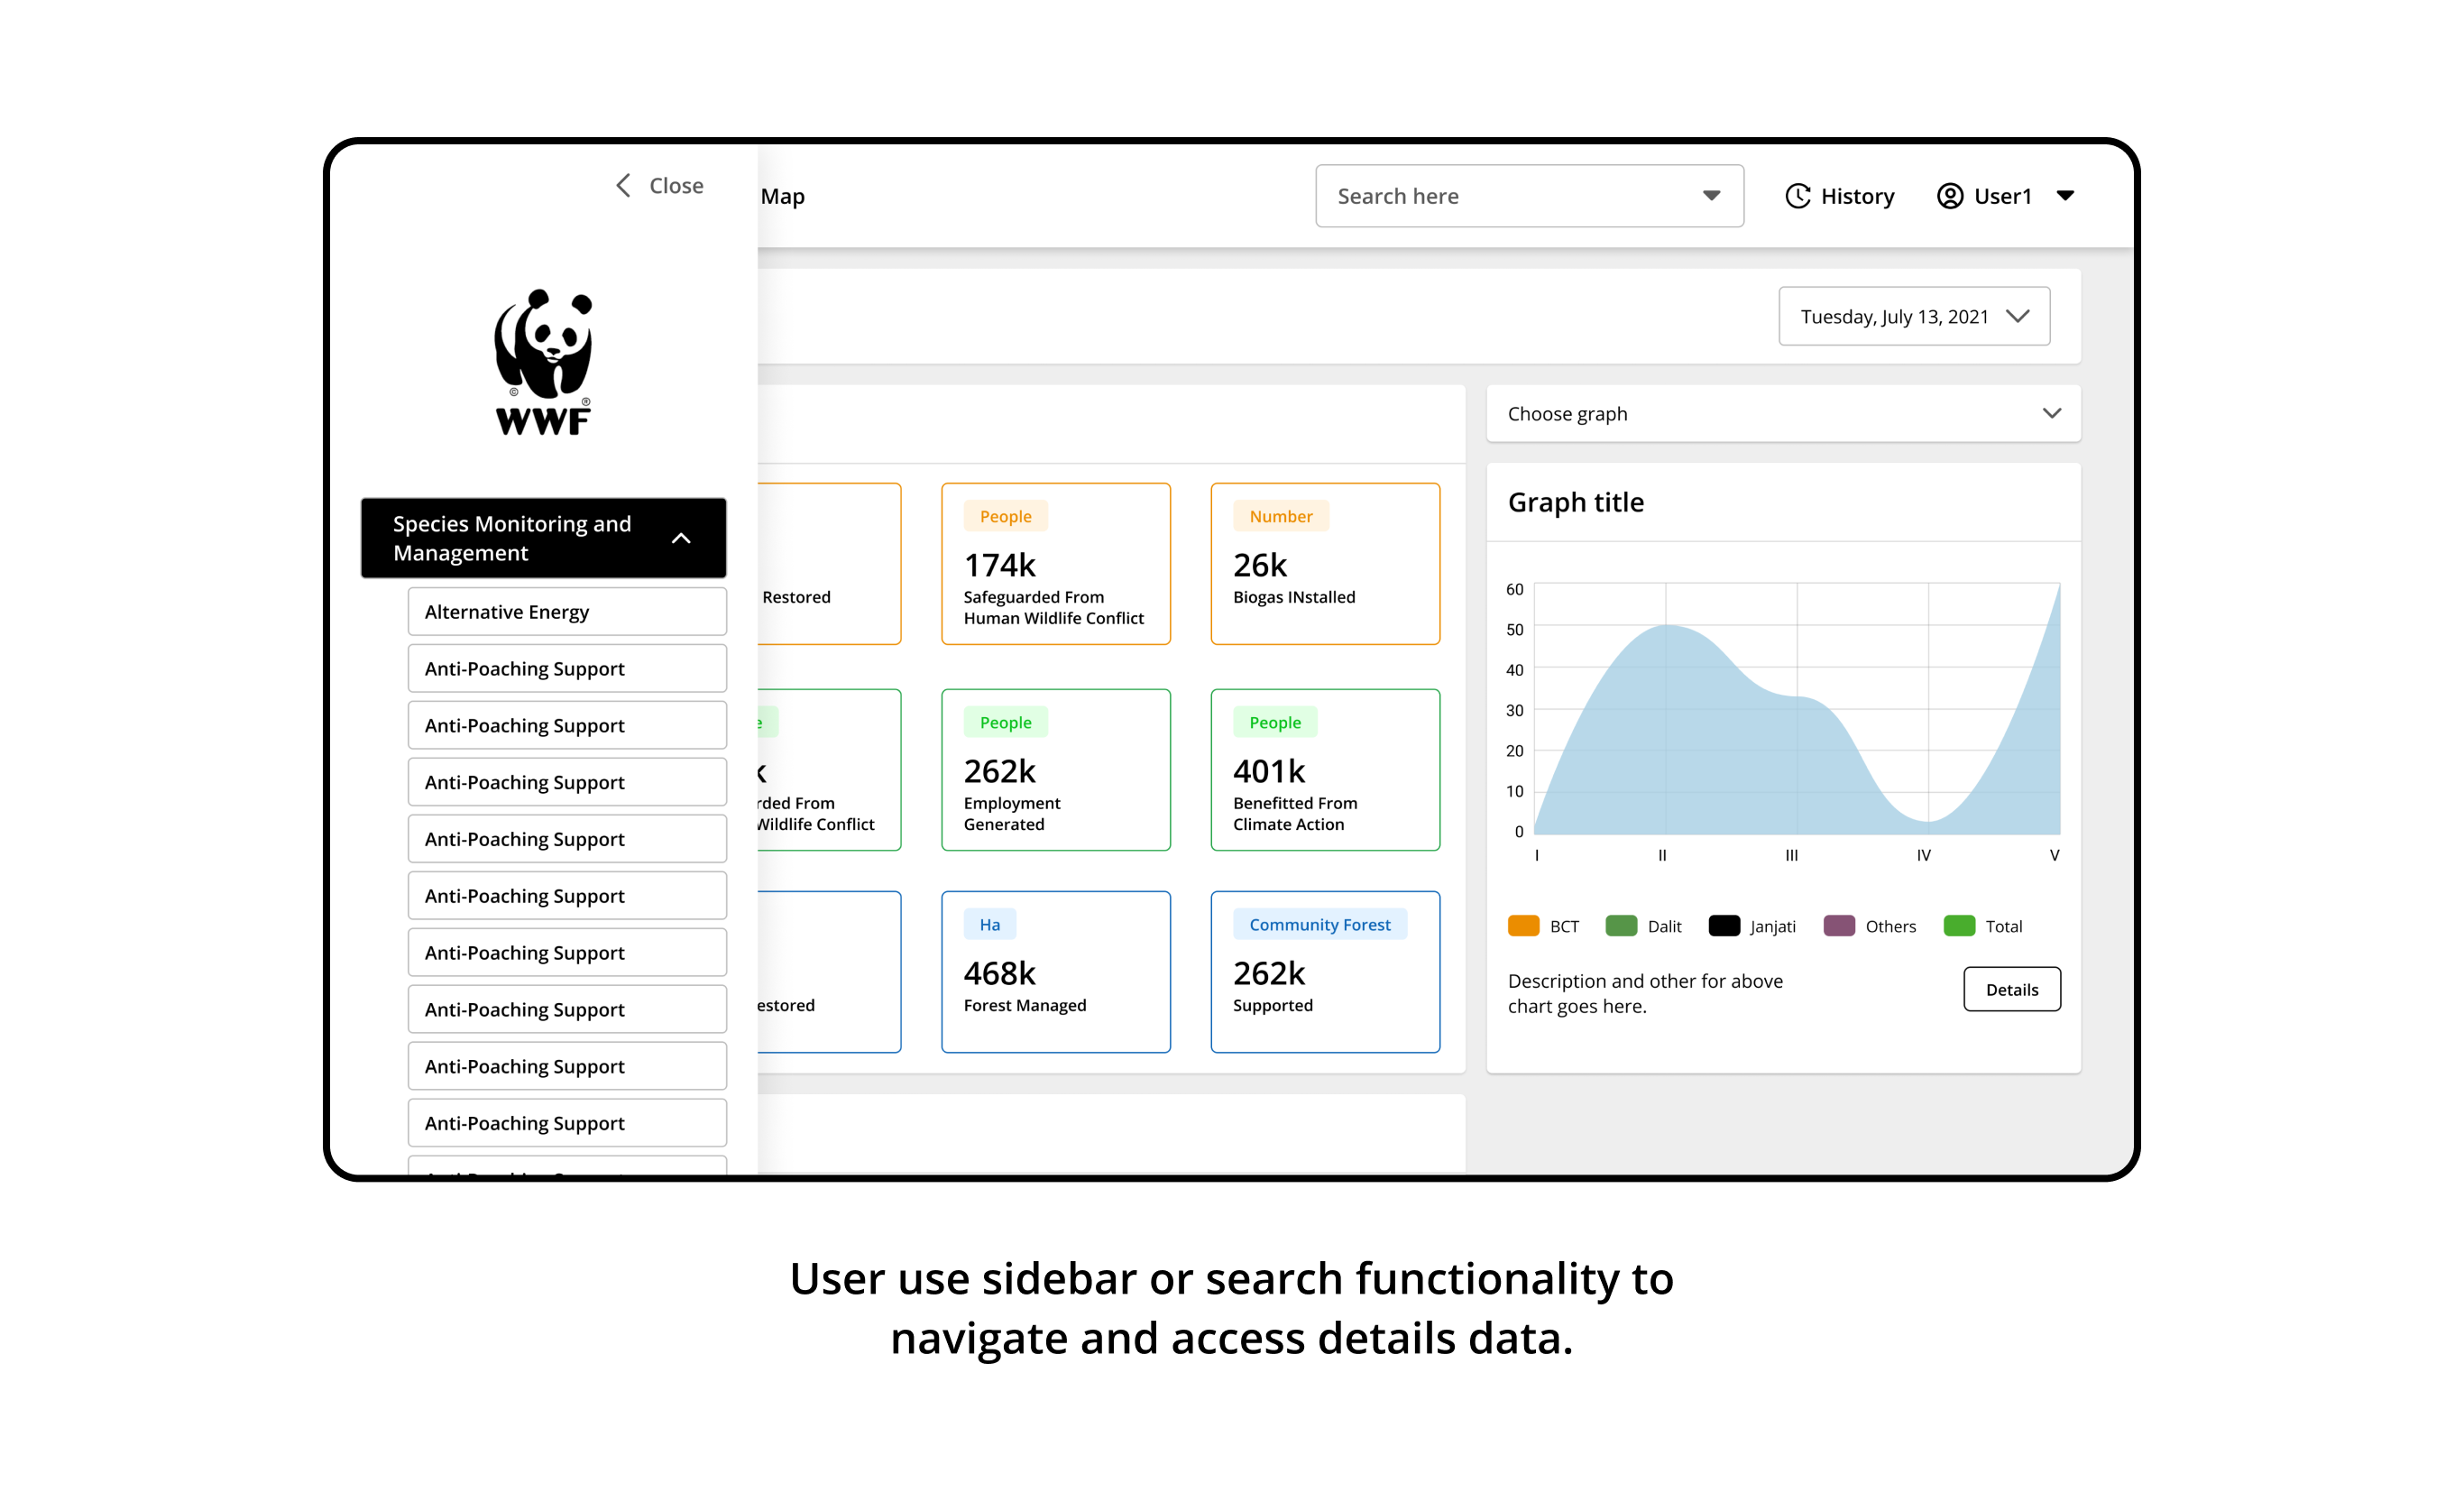 Close
Map
Search here
History
User1
© ®
WWF
Species Monitoring and
Management
Alternative Energy
Anti-Poaching Support
Anti-Poaching Support
Anti-Poaching Support
Anti-Poaching Support
Anti-Poaching Support
Anti-Poaching Support
Anti-Poaching Support
Anti-Poaching Support
Anti-Poaching Support
Tuesday, July 13, 2021
Restored
People
174k
Safeguarded From
Human Wildlife Conflict
Number
26k
Biogas INstalled
rded From
Wildlife Conflict
People
262k
Employment
Generated
People
401k
Benefitted From
Climate Action
estored
Ha
468k
Forest Managed
Community Forest
262k
Supported
Choose graph
Graph title
60
50
40
30
20
10
0
I II III IV V
BCT Dalit Janjati Others Total
Description and other for above
chart goes here.
Details
User use sidebar or search functionality to
navigate and access details data.